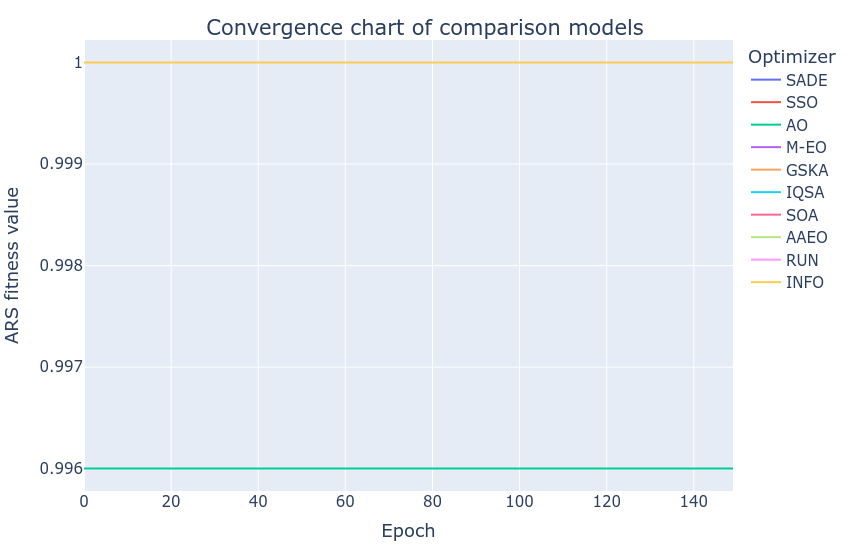 Convergence chart of comparison models
ARS fitness value
1
0.999
0.998
0.997
0.996
0 20 40 60 80 100 120 140
Epoch
Optimizer
SADE
SSO
AO
M-EO
GSKA
IQSA
SOA
AAEO
RUN
INFO